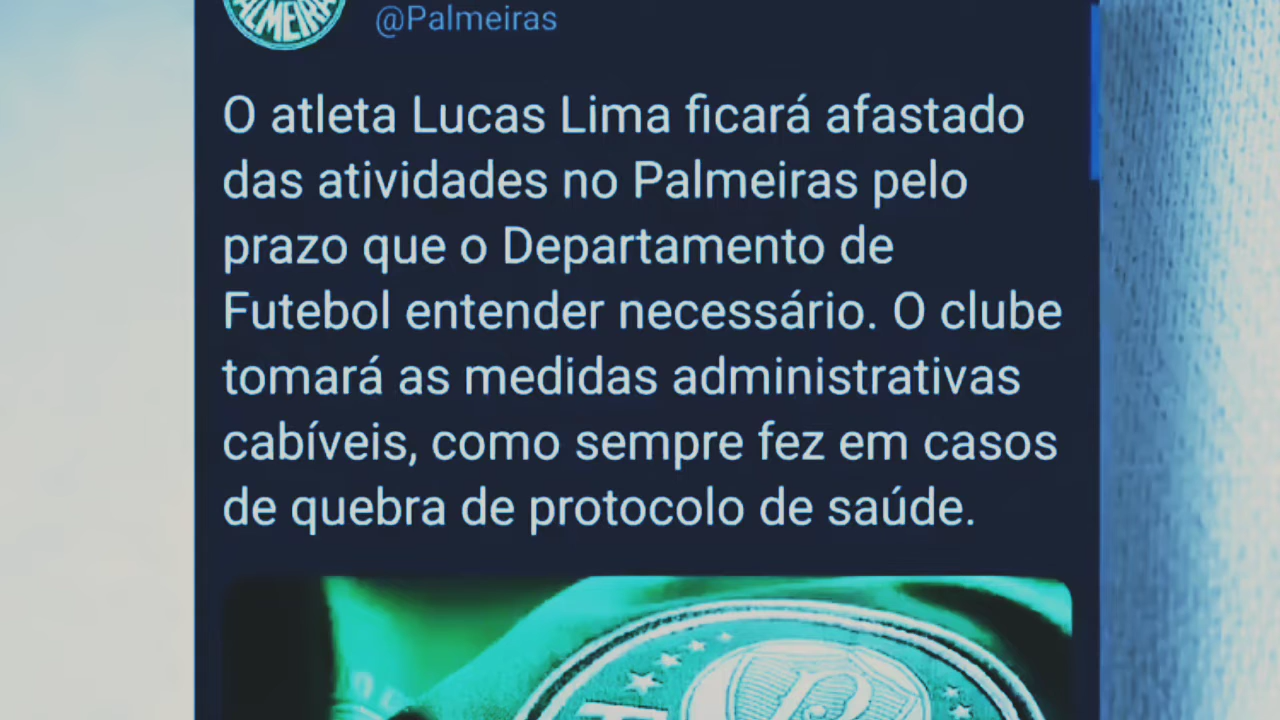 PALMEIRAS
@Palmeiras
O atleta Lucas Lima ficará afastado
das atividades no Palmeiras pelo
prazo que o Departamento de
Futebol entender necessário. O clube
tomará as medidas administrativas
cabíveis, como sempre fez em casos
de quebra de protocolo de saúde.